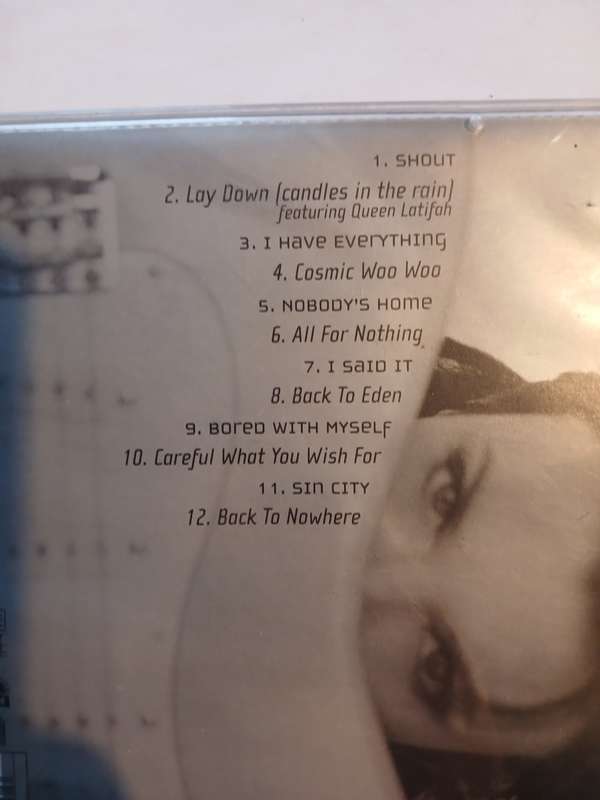 1. SHOUT
2. Lay Down (candles in the rain)
featuring Queen Latifah
3. I Have EverYTHIng
4. Cosmic Woo Woo
5. NOBODY'S Home
6. All For Nothing
7. I SaID IT
8. Back To Eden
9. BoreD WITH MYSeLF
10. Careful What You Wish For
11. SIn CITY
12. Back To Nowhere